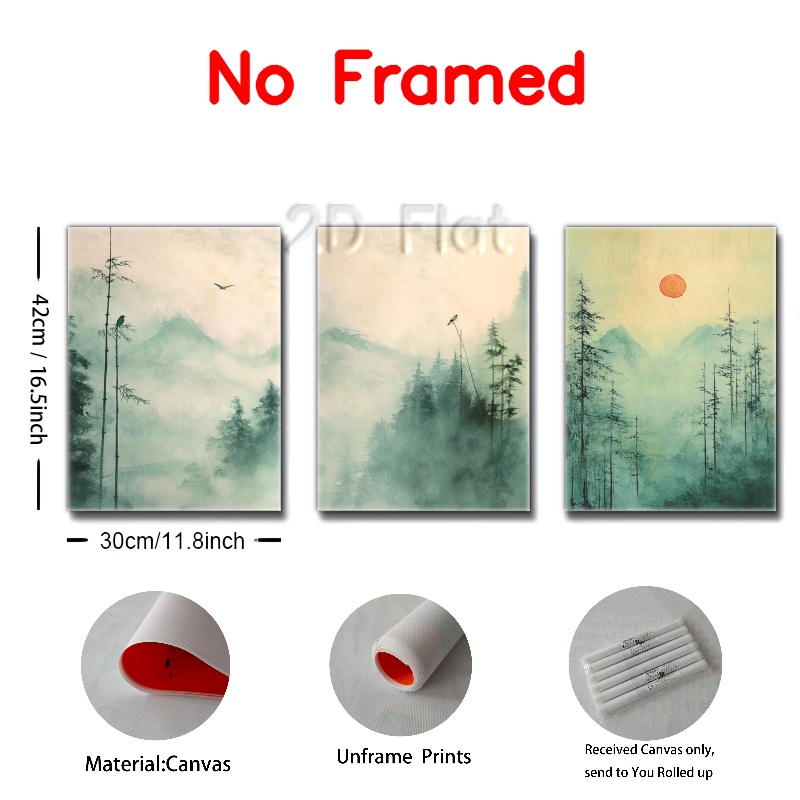 No Framed
2D Flat
42cm / 16.5inch
30cm/11.8inch
Material:Canvas
Unframe Prints
Received Canvas only,
send to You Rolled up